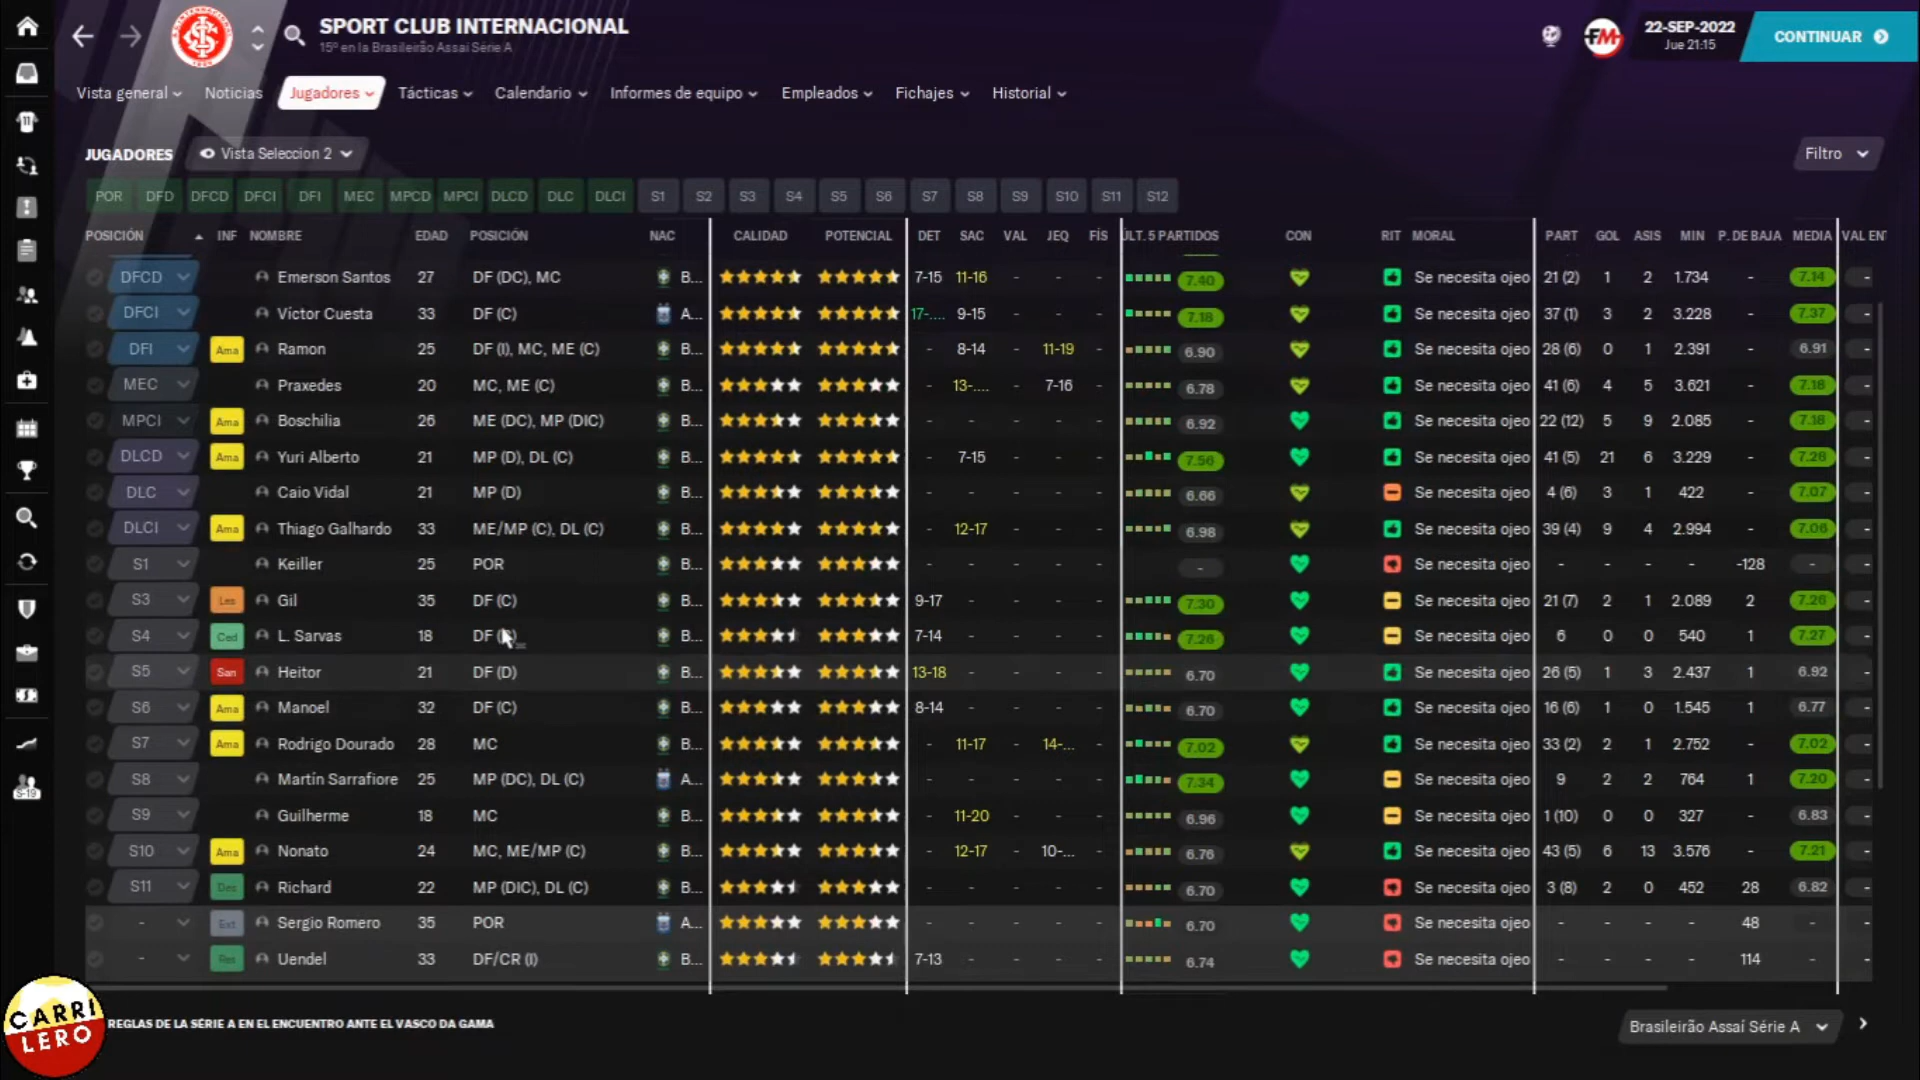 SPORT CLUB INTERNACIONAL
15º en la Brasileirão Assaí Série A
FM
22-SEP-2022
Jue 21:15
CONTINUAR
Vista general
Noticias
Jugadores
Tácticas
Calendario
Informes de equipo
Empleados
Fichajes
Historial
JUGADORES
Vista Seleccion 2
Filtro
POR DFD DFCD DFCI DFI MEC MPCD MPCI DLCD DLC DLCI S1 S2 S3 S4 S5 S6 S7 S8 S9 S10 S11 S12
POSICIÓN INF NOMBRE EDAD POSICIÓN NAC CALIDAD POTENCIAL DET SAC VAL JEQ FÍS ÚLT. 5 PARTIDOS CON RIT MORAL PART GOL ASIS MIN P. DE BAJA MEDIA VAL EN
DFCD Emerson Santos 27 DF (DC), MC B... 7-15 11-16 - - - 7.40 Se necesita ojeo 21 (2) 1 2 1.734 - 7.14 -
DFCI Víctor Cuesta 33 DF (C) A... 17-.... 9-15 - - - 7.18 Se necesita ojeo 37 (1) 3 2 3.228 - 7.37 -
DFI Ama Ramon 25 DF (I), MC, ME (C) B... - 8-14 - 11-19 - 6.90 Se necesita ojeo 28 (6) 0 1 2.391 - 6.91 -
MEC Praxedes 20 MC, ME (C) B... - 13-.... - 7-16 - 6.78 Se necesita ojeo 41 (6) 4 5 3.621 - 7.18 -
MPCI Ama Boschilia 26 ME (DC), MP (DIC) B... - - - - - 6.92 Se necesita ojeo 22 (12) 5 9 2.085 - 7.18 -
DLCD Ama Yuri Alberto 21 MP (D), DL (C) B... - 7-15 - - - 7.56 Se necesita ojeo 41 (5) 21 6 3.229 - 7.28 -
DLC Caio Vidal 21 MP (D) B... - - - - - 6.66 Se necesita ojeo 4 (6) 3 1 422 - 7.07 -
DLCI Ama Thiago Galhardo 33 ME/MP (C), DL (C) B... - 12-17 - - - 6.98 Se necesita ojeo 39 (4) 9 4 2.994 - 7.06 -
S1 Keiller 25 POR B... - - - - - - Se necesita ojeo - - - - -128 - -
S3 Les Gil 35 DF (C) B... 9-17 - - - - 7.30 Se necesita ojeo 21 (7) 2 1 2.089 2 7.26 -
S4 Ced L. Sarvas 18 DF B... 7-14 - - - - 7.26 Se necesita ojeo 6 0 0 540 1 7.27 -
S5 San Heitor 21 DF (D) B... 13-18 - - - - 6.70 Se necesita ojeo 26 (5) 1 3 2.437 1 6.92 -
S6 Ama Manoel 32 DF (C) B... 8-14 - - - - 6.70 Se necesita ojeo 16 (6) 1 0 1.545 1 6.77 -
S7 Ama Rodrigo Dourado 28 MC B... - 11-17 - 14-... - 7.02 Se necesita ojeo 33 (2) 2 1 2.752 - 7.02 -
S8 Martín Sarrafiore 25 MP (DC), DL (C) A... - - - - - 7.34 Se necesita ojeo 9 2 2 764 1 7.20 -
S9 Guilherme 18 MC B... - 11-20 - - - 6.96 Se necesita ojeo 1 (10) 0 0 327 - 6.83 -
S10 Ama Nonato 24 MC, ME/MP (C) B... - 12-17 - 10-... - 6.76 Se necesita ojeo 43 (5) 6 13 3.576 - 7.21 -
S11 Des Richard 22 MP (DIC), DL (C) B... - - - - - 6.70 Se necesita ojeo 3 (8) 2 0 452 28 6.82 -
- Ext Sergio Romero 35 POR A... - - - - - 6.70 Se necesita ojeo - - - - 48 - -
- Res Uendel 33 DF/CR (I) B... 7-13 - - - - 6.74 Se necesita ojeo - - - - 114 - -
S-19
CARRI
LERO
REGLAS DE LA SÉRIE A EN EL ENCUENTRO ANTE EL VASCO DA GAMA
Brasileirão Assaí Série A